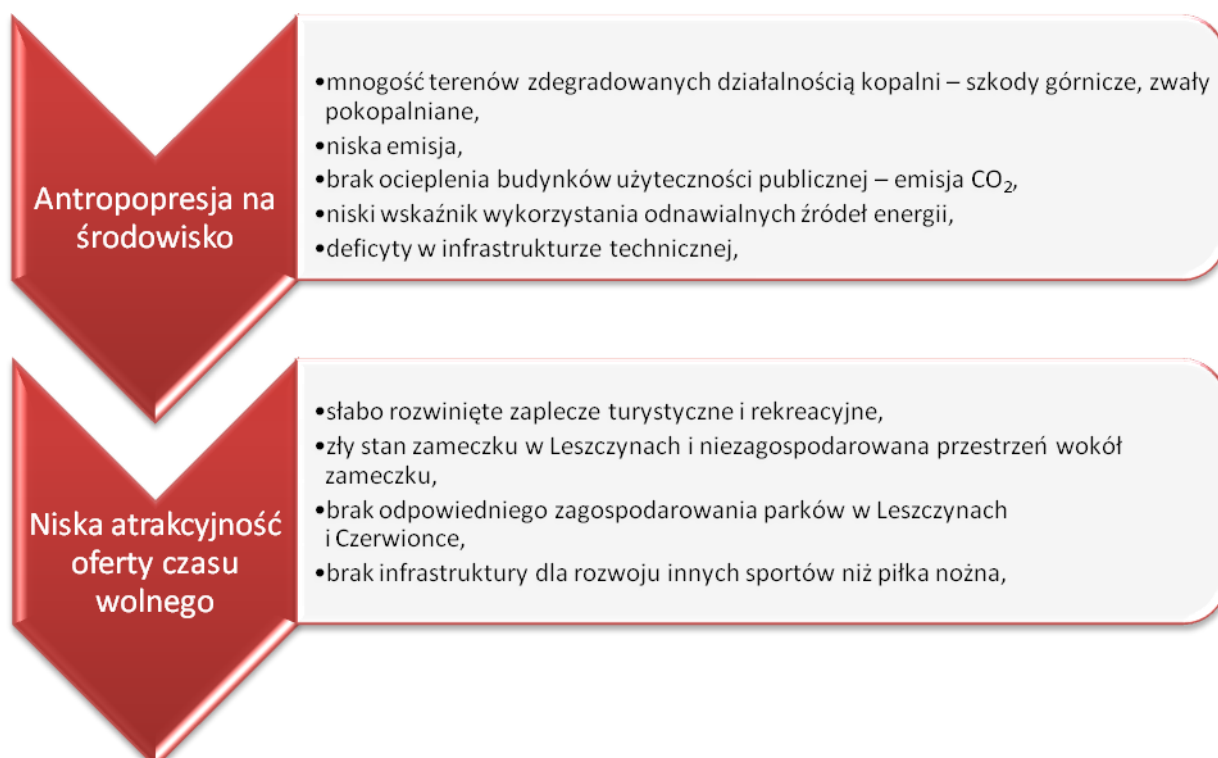 Antropopresja na
środowisko
•mnogość terenów zdegradowanych działalnością kopalni – szkody górnicze, zwały
pokopalniane,
•niska emisja,
•brak ocieplenia budynków użyteczności publicznej – emisja CO₂,
•niski wskaźnik wykorzystania odnawialnych źródeł energii,
•deficyty w infrastrukturze technicznej,
Niska atrakcyjność
oferty czasu
wolnego
•słabo rozwinięte zaplecze turystyczne i rekreacyjne,
•zły stan zameczku w Leszczynach i niezagospodarowana przestrzeń wokół
zameczku,
•brak odpowiedniego zagospodarowania parków w Leszczynach
i Czerwionce,
•brak infrastruktury dla rozwoju innych sportów niż piłka nożna,